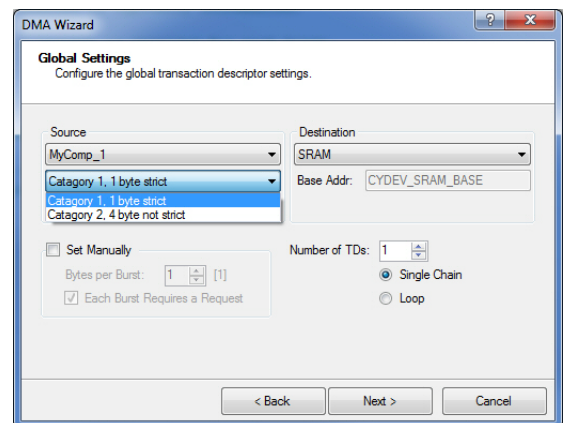 DMA Wizard
Global Settings
Configure the global transaction descriptor settings.
Source
MyComp_1
Catagory 1, 1 byte strict
Catagory 1, 1 byte strict
Catagory 2, 4 byte not strict
Destination
SRAM
Base Addr: CYDEV_SRAM_BASE
Set Manually
Bytes per Burst: 1 [1]
Each Burst Requires a Request
Number of TDs: 1
Single Chain
Loop
< Back Next > Cancel